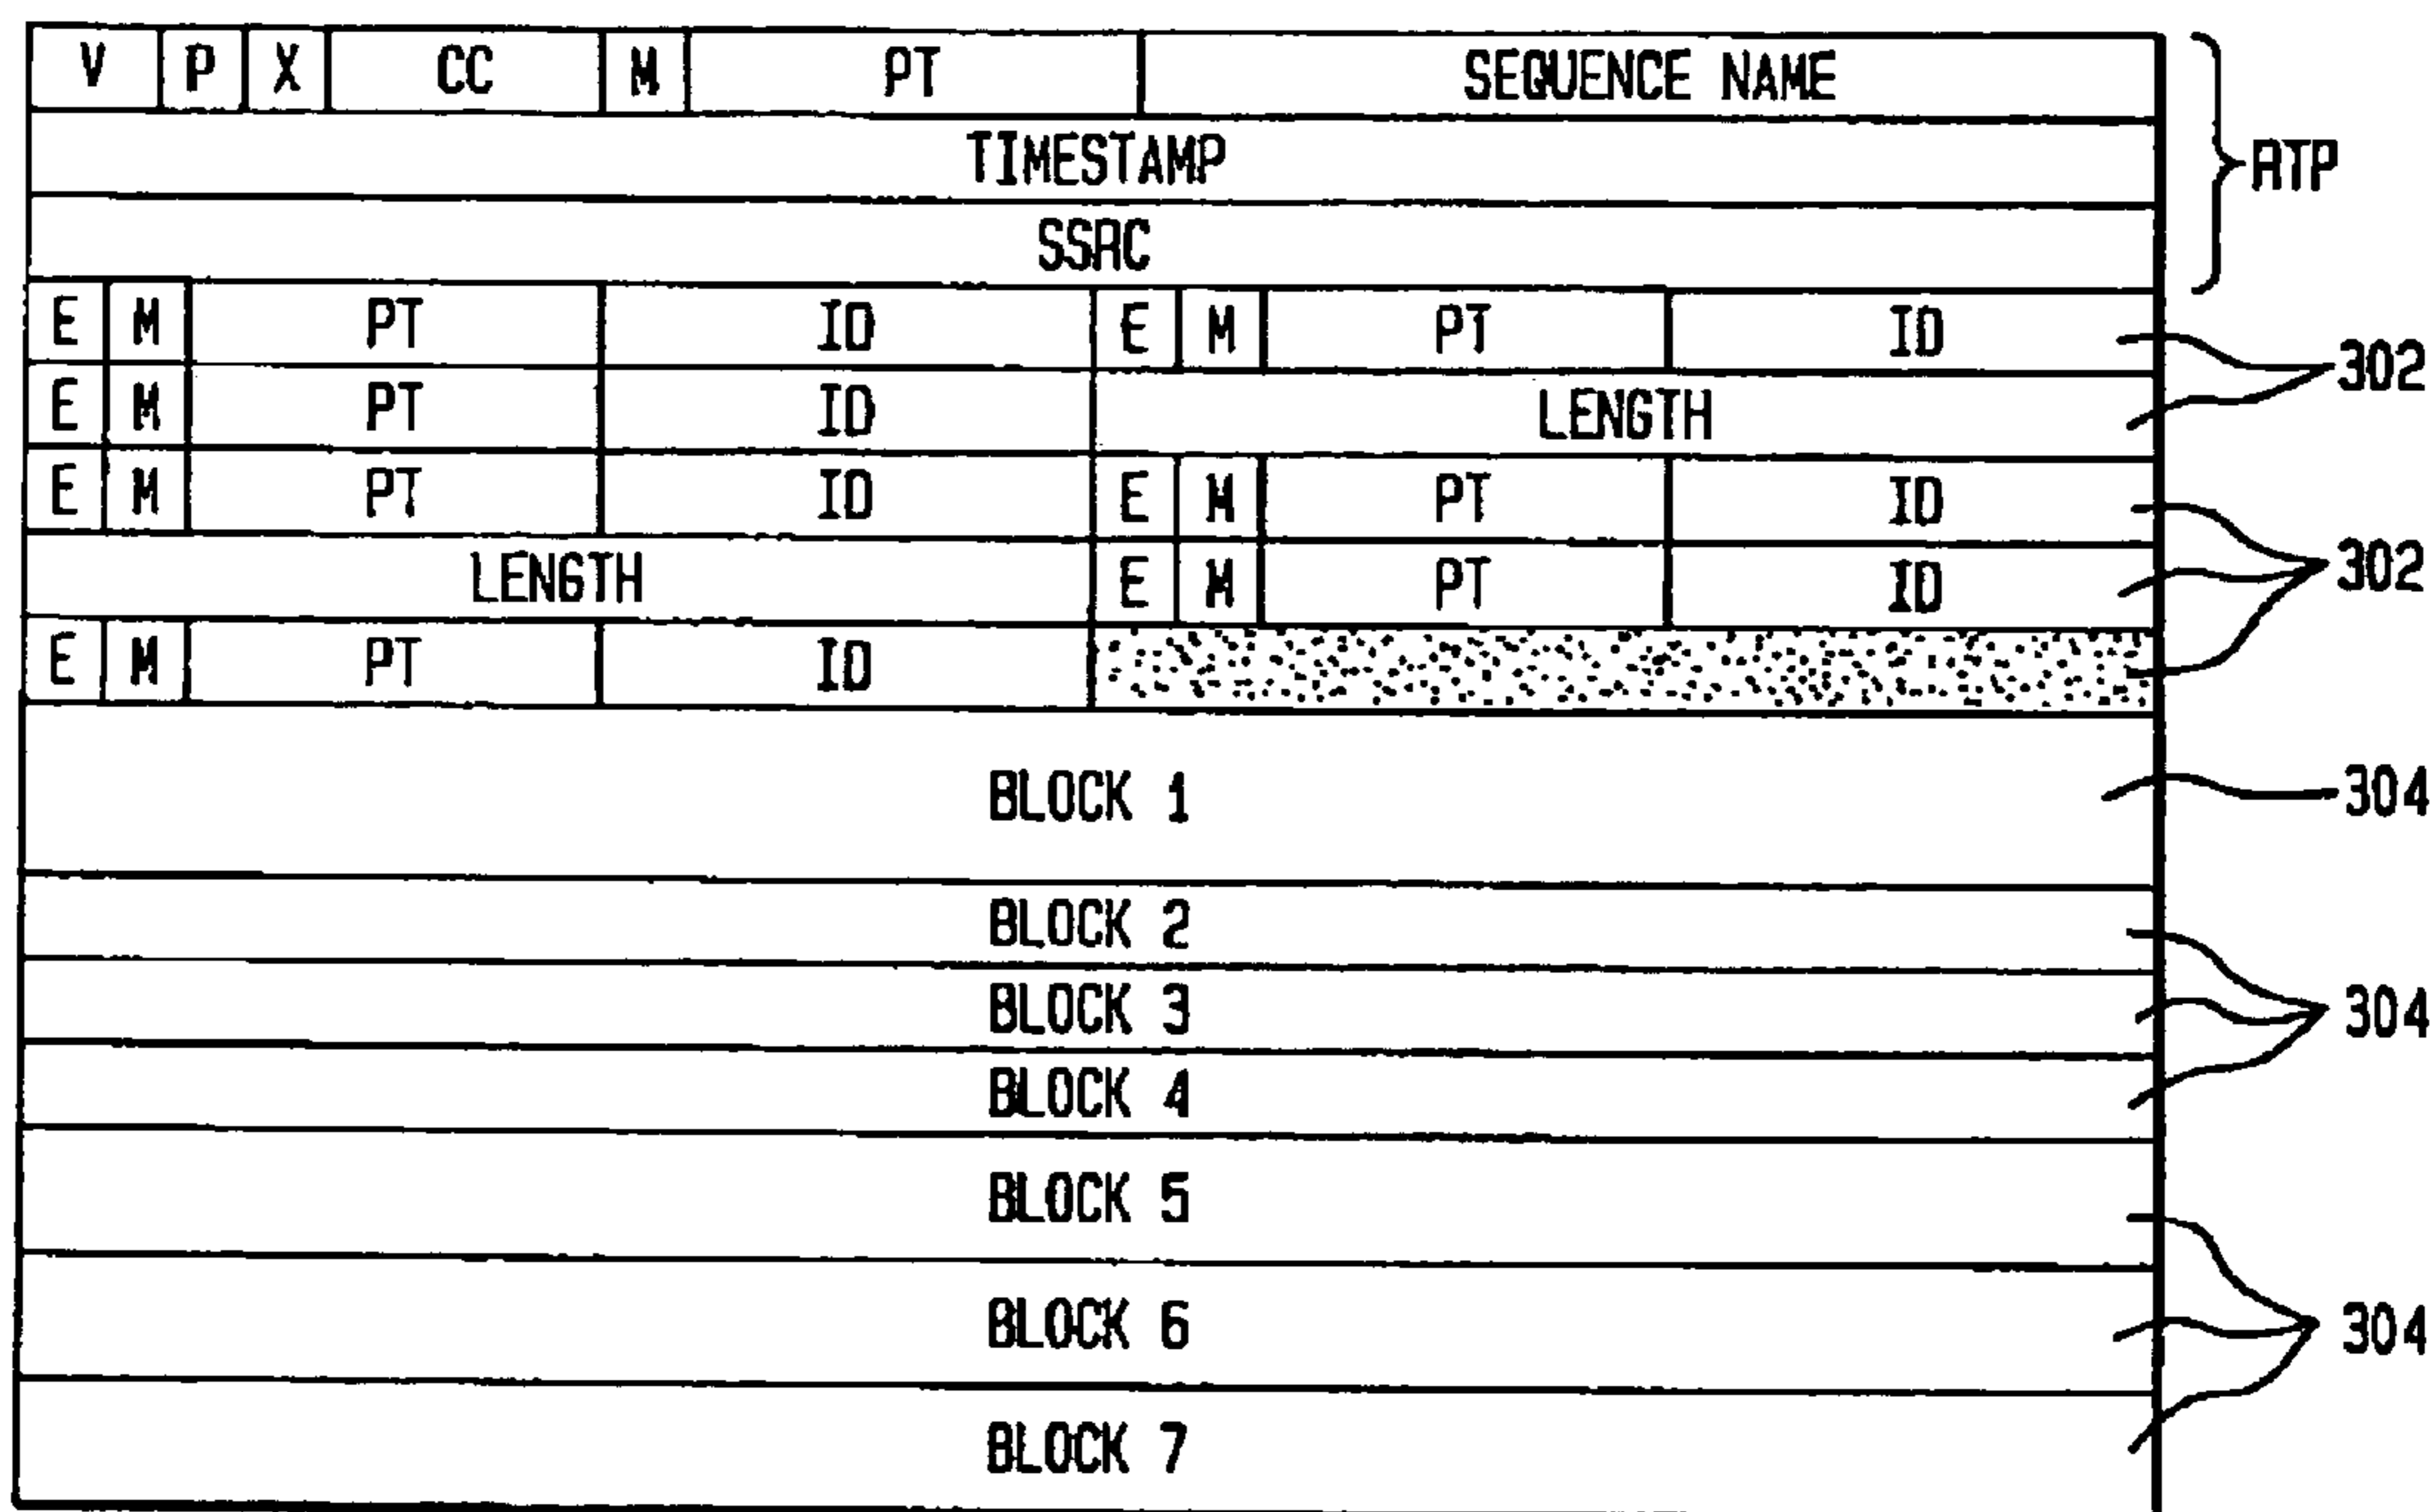 V P X CC M PT SEQUENCE NAME
TIMESTAMP
RTP
SSRC
E M PT ID E M PT ID
302
E M PT ID LENGTH
E M PT ID E M PT ID
302
LENGTH E M PT ID
E M PT ID
BLOCK 1
304
BLOCK 2
BLOCK 3
304
BLOCK 4
BLOCK 5
BLOCK 6
304
BLOCK 7